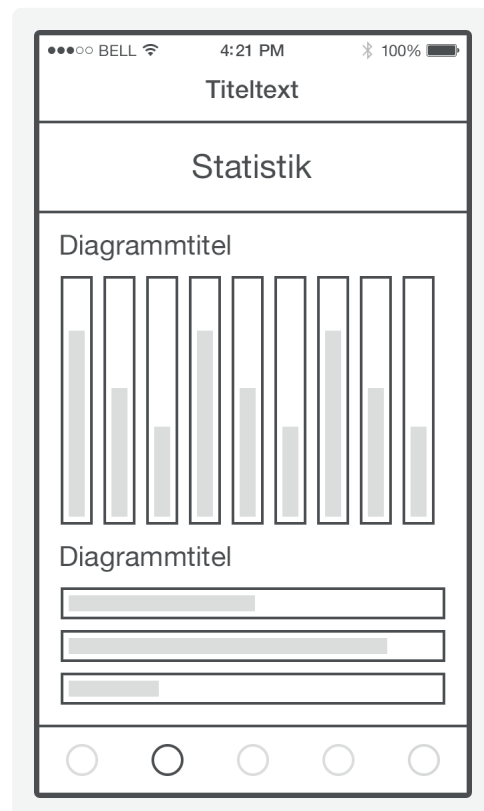 BELL 4:21 PM 100%
Titeltext
Statistik
Diagrammtitel
Diagrammtitel